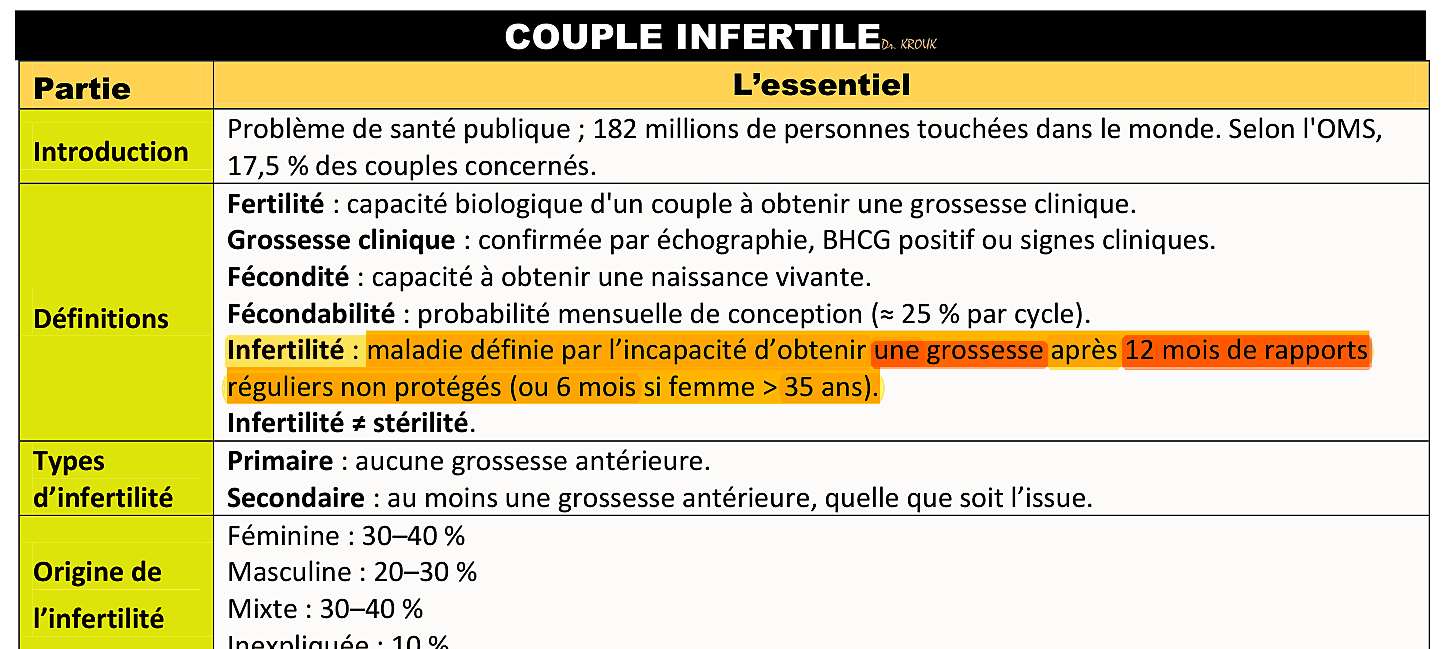 COUPLE INFERTILE Dr. KROUK
Partie
L’essentiel
Introduction
Problème de santé publique ; 182 millions de personnes touchées dans le monde. Selon l'OMS,
17,5 % des couples concernés.
Définitions
Fertilité : capacité biologique d'un couple à obtenir une grossesse clinique.
Grossesse clinique : confirmée par échographie, BHCG positif ou signes cliniques.
Fécondité : capacité à obtenir une naissance vivante.
Fécondabilité : probabilité mensuelle de conception (≈ 25 % par cycle).
Infertilité : maladie définie par l’incapacité d’obtenir une grossesse après 12 mois de rapports
réguliers non protégés (ou 6 mois si femme > 35 ans).
Infertilité ≠ stérilité.
Types
d’infertilité
Primaire : aucune grossesse antérieure.
Secondaire : au moins une grossesse antérieure, quelle que soit l’issue.
Origine de
l’infertilité
Féminine : 30–40 %
Masculine : 20–30 %
Mixte : 30–40 %
Inexpliquée : 10 %